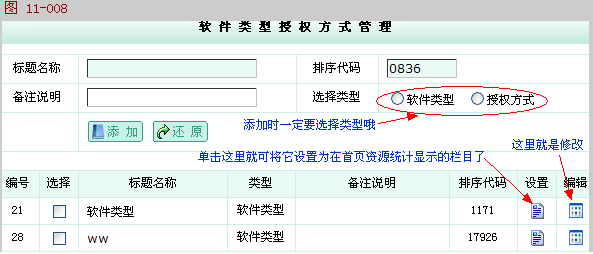 图 11-008
软 件 类 型 授 权 方 式 管 理
标题名称 排序代码 0836
备注说明 选择类型 软件类型 授权方式
添 加 还 原 添加时一定要选择类型哦 这里就是修改
单击这里就可将它设置为在首页资源统计显示的栏目了
编号 选择 标题名称 类型 备注说明 排序代码 设置 编辑
21 软件类型 软件类型 1171
28 ww 软件类型 17926